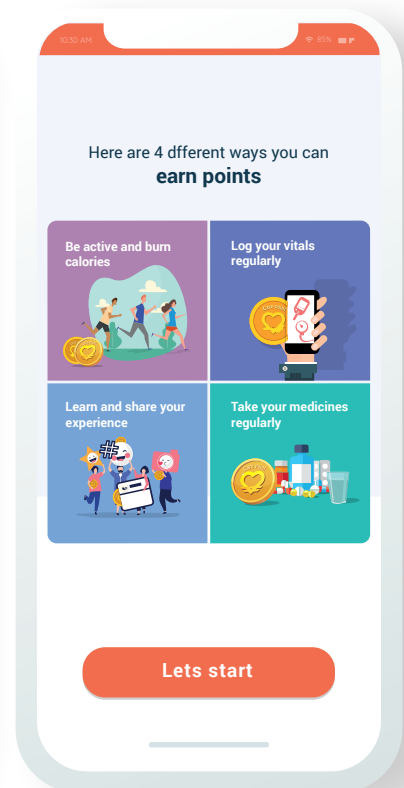 10:30 AM 85%
Here are 4 dfferent ways you can
earn points
Be active and burn
calories
Log your vitals
regularly
Learn and share your
experience
#
Take your medicines
regularly
Lets start